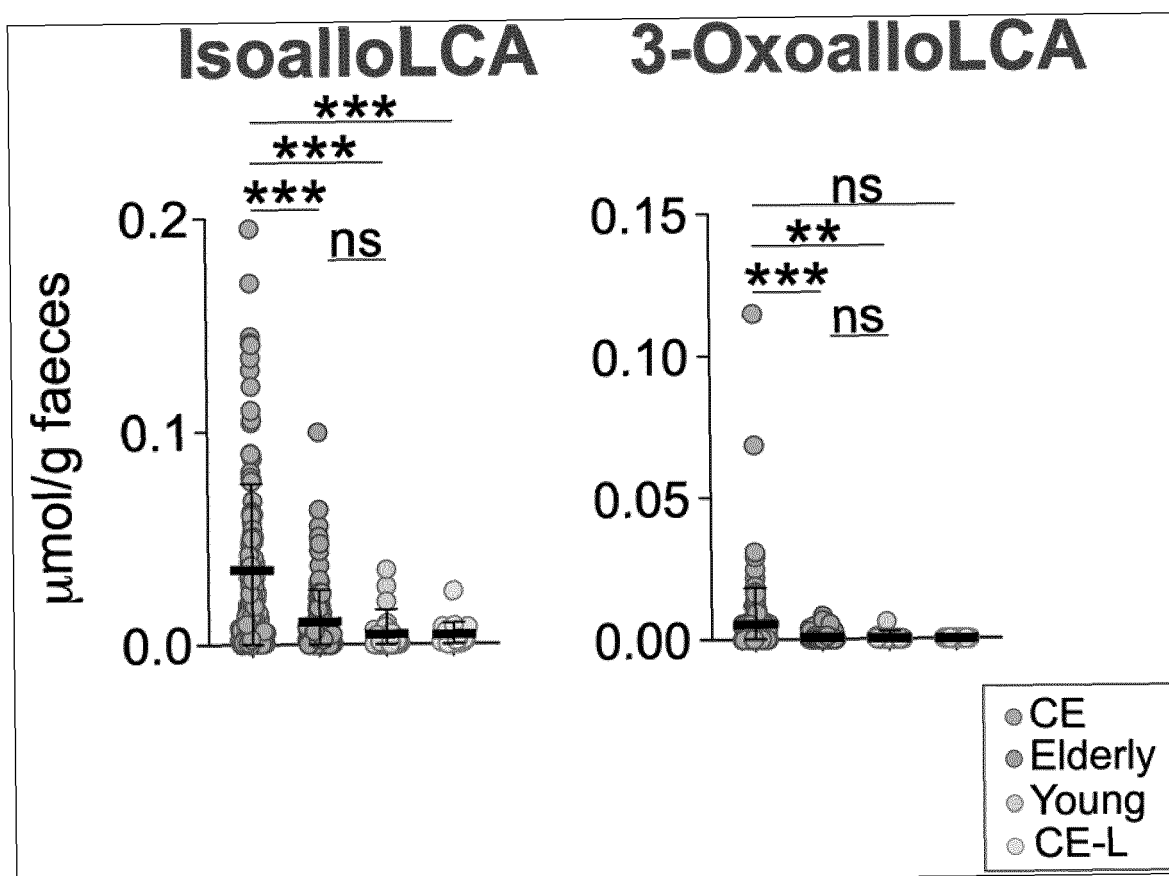 IsoalloLCA 3-OxoalloLCA
***
***
***
ns
ns
**
***
ns
μmol/g faeces
0.2
0.1
0.0
0.15
0.10
0.05
0.00
CE
Elderly
Young
CE-L